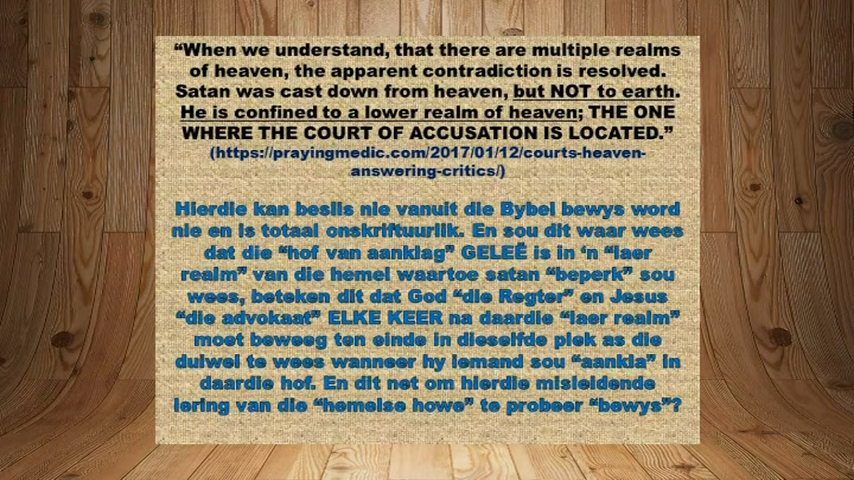 “When we understand, that there are multiple realms
of heaven, the apparent contradiction is resolved.
Satan was cast down from heaven, but NOT to earth.
He is confined to a lower realm of heaven; THE ONE
WHERE THE COURT OF ACCUSATION IS LOCATED.”
(https://prayingmedic.com/2017/01/12/courts-heaven-
answering-critics/)
Hierdie kan beslis nie vanuit die Bybel bewys word
nie en is totaal onskriftuurlik. En sou dit waar wees
dat die “hof van aanklag” GELEË is in ‘n “laer
realm” van die hemel waartoe satan “beperk” sou
wees, beteken dit dat God “die Regter” en Jesus
“die advokaat” ELKE KEER na daardie “laer realm”
moet beweeg ten einde in dieselfde plek as die
duiwel te wees wanneer hy iemand sou “aankla” in
daardie hof. En dit net om hierdie misleidende
lering van die “hemelse howe” te probeer “bewys”?